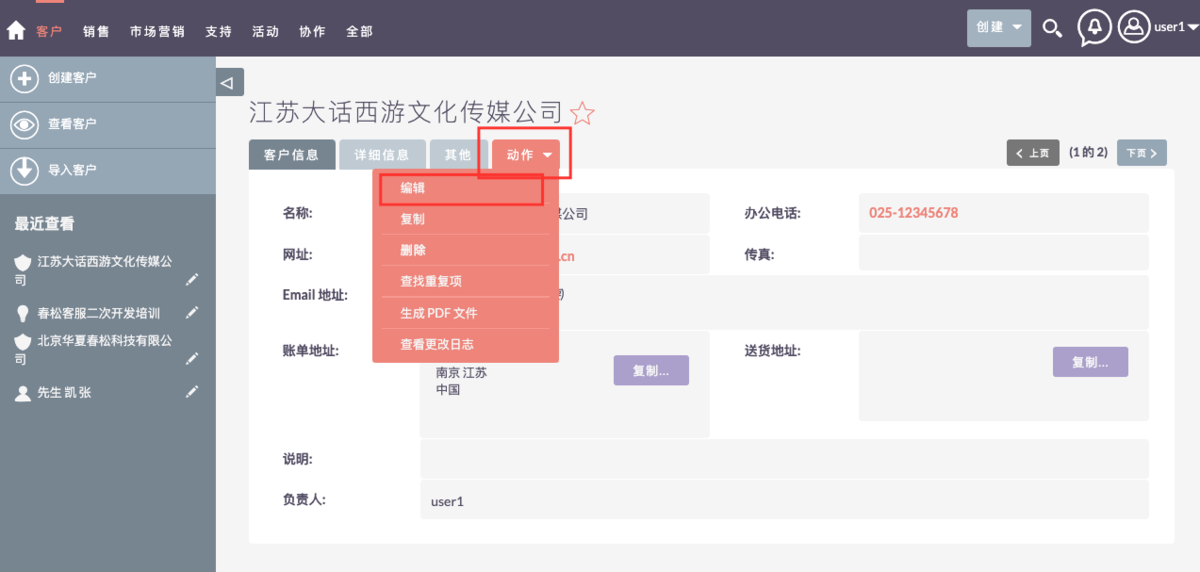 客户 销售 市场营销 支持 活动 协作 全部 创建 user1
创建客户
查看客户
导入客户
最近查看
江苏大话西游文化传媒公
司
春松客服二次开发培训
北京华夏春松科技有限公
司
先生 凯 张
江苏大话西游文化传媒公司
客户信息 详细信息 其他 动作 上页 (1 的 2) 下页
编辑
复制
删除
查找重复项
生成 PDF 文件
查看更改日志
名称: 公司 办公电话: 025-12345678
网址: .cn 传真:
Email 地址:
账单地址: 复制... 送货地址: 复制...
南京 江苏
中国
说明:
负责人: user1